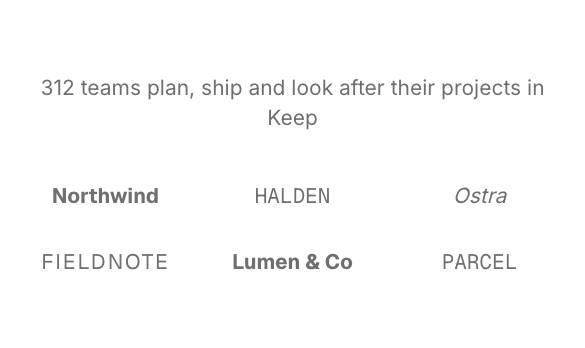 312 teams plan, ship and look after their projects in
Keep
Northwind HALDEN Ostra
FIELDNOTE Lumen & Co PARCEL